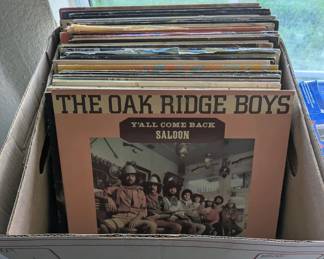 THE OAK RIDGE BOYS
Y'ALL COME BACK
SALOON